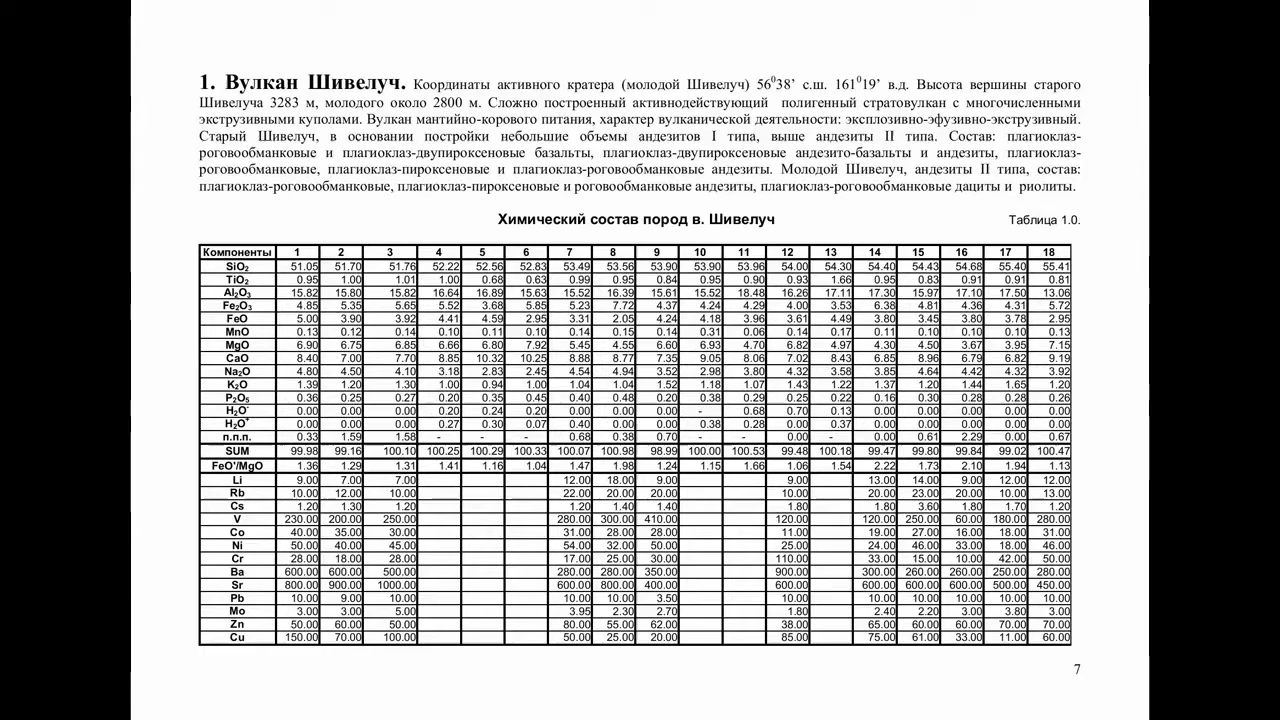 1. Вулкан Шивелуч. Координаты активного кратера (молодой Шивелуч) 56⁰38’ с.ш. 161⁰19’ в.д. Высота вершины старого
Шивелуча 3283 м, молодого около 2800 м. Сложно построенный активнодействующий полигенный стратовулкан с многочисленными
экструзивными куполами. Вулкан мантийно-корового питания, характер вулканической деятельности: эксплозивно-эфузивно-экструзивный.
Старый Шивелуч, в основании постройки небольшие объемы андезитов I типа, выше андезиты II типа. Состав: плагиоклаз-
роговообманковые и плагиоклаз-двупироксеновые базальты, плагиоклаз-двупироксеновые андезито-базальты и андезиты, плагиоклаз-
роговообманковые, плагиоклаз-пироксеновые и плагиоклаз-роговообманковые андезиты. Молодой Шивелуч, андезиты II типа, состав:
плагиоклаз-роговообманковые, плагиоклаз-пироксеновые и роговообманковые андезиты, плагиоклаз-роговообманковые дациты и риолиты.
Химический состав пород в. Шивелуч Таблица 1.0.
Компоненты 1 2 3 4 5 6 7 8 9 10 11 12 13 14 15 16 17 18
SiO₂ 51.05 51.70 51.76 52.22 52.56 52.83 53.49 53.56 53.90 53.90 53.96 54.00 54.30 54.40 54.43 54.68 55.40 55.41
TiO₂ 0.95 1.00 1.01 1.00 0.68 0.63 0.99 0.95 0.84 0.95 0.90 0.93 1.66 0.95 0.83 0.91 0.91 0.81
Al₂O₃ 15.82 15.80 15.82 16.64 16.89 15.63 15.52 16.39 15.61 15.52 18.48 16.26 17.11 17.30 15.97 17.10 17.50 13.06
Fe₂O₃ 4.85 5.35 5.65 5.52 3.68 5.85 5.23 7.72 4.37 4.24 4.29 4.00 3.53 6.38 4.81 4.36 4.31 5.72
FeO 5.00 3.90 3.92 4.41 4.59 2.95 3.31 2.05 4.24 4.18 3.96 3.61 4.49 3.80 3.45 3.80 3.78 2.95
MnO 0.13 0.12 0.14 0.10 0.11 0.10 0.14 0.15 0.14 0.31 0.06 0.14 0.17 0.11 0.10 0.10 0.10 0.13
MgO 6.90 6.75 6.85 6.66 6.80 7.92 5.45 4.55 6.60 6.93 4.70 6.82 4.97 4.30 4.50 3.67 3.95 7.15
CaO 8.40 7.00 7.70 8.85 10.32 10.25 8.88 8.77 7.35 9.05 8.06 7.02 8.43 6.85 8.96 6.79 6.82 9.19
Na₂O 4.80 4.50 4.10 3.18 2.83 2.45 4.54 4.94 3.52 2.98 3.80 4.32 3.58 3.85 4.64 4.42 4.32 3.92
K₂O 1.39 1.20 1.30 1.00 0.94 1.00 1.04 1.04 1.52 1.18 1.07 1.43 1.22 1.37 1.20 1.44 1.65 1.20
P₂O₅ 0.36 0.25 0.27 0.20 0.35 0.45 0.40 0.48 0.20 0.38 0.29 0.25 0.22 0.16 0.30 0.28 0.28 0.26
H₂O⁻ 0.00 0.00 0.00 0.20 0.24 0.20 0.00 0.00 0.00 - 0.68 0.70 0.13 0.00 0.00 0.00 0.00 0.00
H₂O⁺ 0.00 0.00 0.00 0.27 0.30 0.07 0.40 0.00 0.00 0.38 0.28 0.00 0.37 0.00 0.00 0.00 0.00 0.00
п.п.п. 0.33 1.59 1.58 - - - 0.68 0.38 0.70 - - 0.00 - 0.00 0.61 2.29 0.00 0.67
SUM 99.98 99.16 100.10 100.25 100.29 100.33 100.07 100.98 98.99 100.00 100.53 99.48 100.18 99.47 99.80 99.84 99.02 100.47
FeO'/MgO 1.36 1.29 1.31 1.41 1.16 1.04 1.47 1.98 1.24 1.15 1.66 1.06 1.54 2.22 1.73 2.10 1.94 1.13
Li 9.00 7.00 7.00 12.00 18.00 9.00 9.00 13.00 14.00 9.00 12.00 12.00
Rb 10.00 12.00 10.00 22.00 20.00 20.00 10.00 20.00 23.00 20.00 10.00 13.00
Cs 1.20 1.30 1.20 1.20 1.40 1.40 1.80 1.80 3.60 1.80 1.70 1.20
V 230.00 200.00 250.00 280.00 300.00 410.00 120.00 120.00 250.00 60.00 180.00 280.00
Co 40.00 35.00 30.00 31.00 28.00 28.00 11.00 19.00 27.00 16.00 18.00 31.00
Ni 50.00 40.00 45.00 54.00 32.00 50.00 25.00 24.00 46.00 33.00 18.00 46.00
Cr 28.00 18.00 28.00 17.00 25.00 30.00 110.00 33.00 15.00 10.00 42.00 50.00
Ba 600.00 600.00 500.00 280.00 280.00 350.00 900.00 300.00 260.00 260.00 250.00 280.00
Sr 800.00 900.00 1000.00 600.00 800.00 400.00 600.00 600.00 600.00 600.00 500.00 450.00
Pb 10.00 9.00 10.00 10.00 10.00 3.50 10.00 10.00 10.00 10.00 10.00 10.00
Mo 3.00 3.00 5.00 3.95 2.30 2.70 1.80 2.40 2.20 3.00 3.80 3.00
Zn 50.00 60.00 50.00 80.00 55.00 62.00 38.00 65.00 60.00 60.00 70.00 70.00
Cu 150.00 70.00 100.00 50.00 25.00 20.00 85.00 75.00 61.00 33.00 11.00 60.00
7